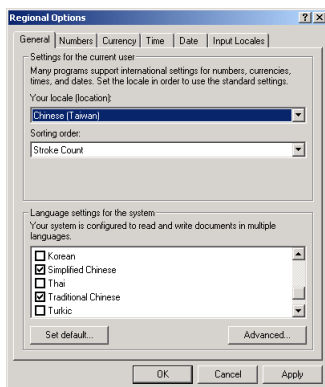 Regional Options
General Numbers Currency Time Date Input Locales
Settings for the current user
Many programs support international settings for numbers, currencies,
times, and dates. Set the locale in order to use the standard settings.
Your locale (location):
Chinese (Taiwan)
Sorting order:
Stroke Count
Language settings for the system
Your system is configured to read and write documents in multiple
languages.
Korean
Simplified Chinese
Thai
Traditional Chinese
Turkic
Set default... Advanced...
OK Cancel Apply